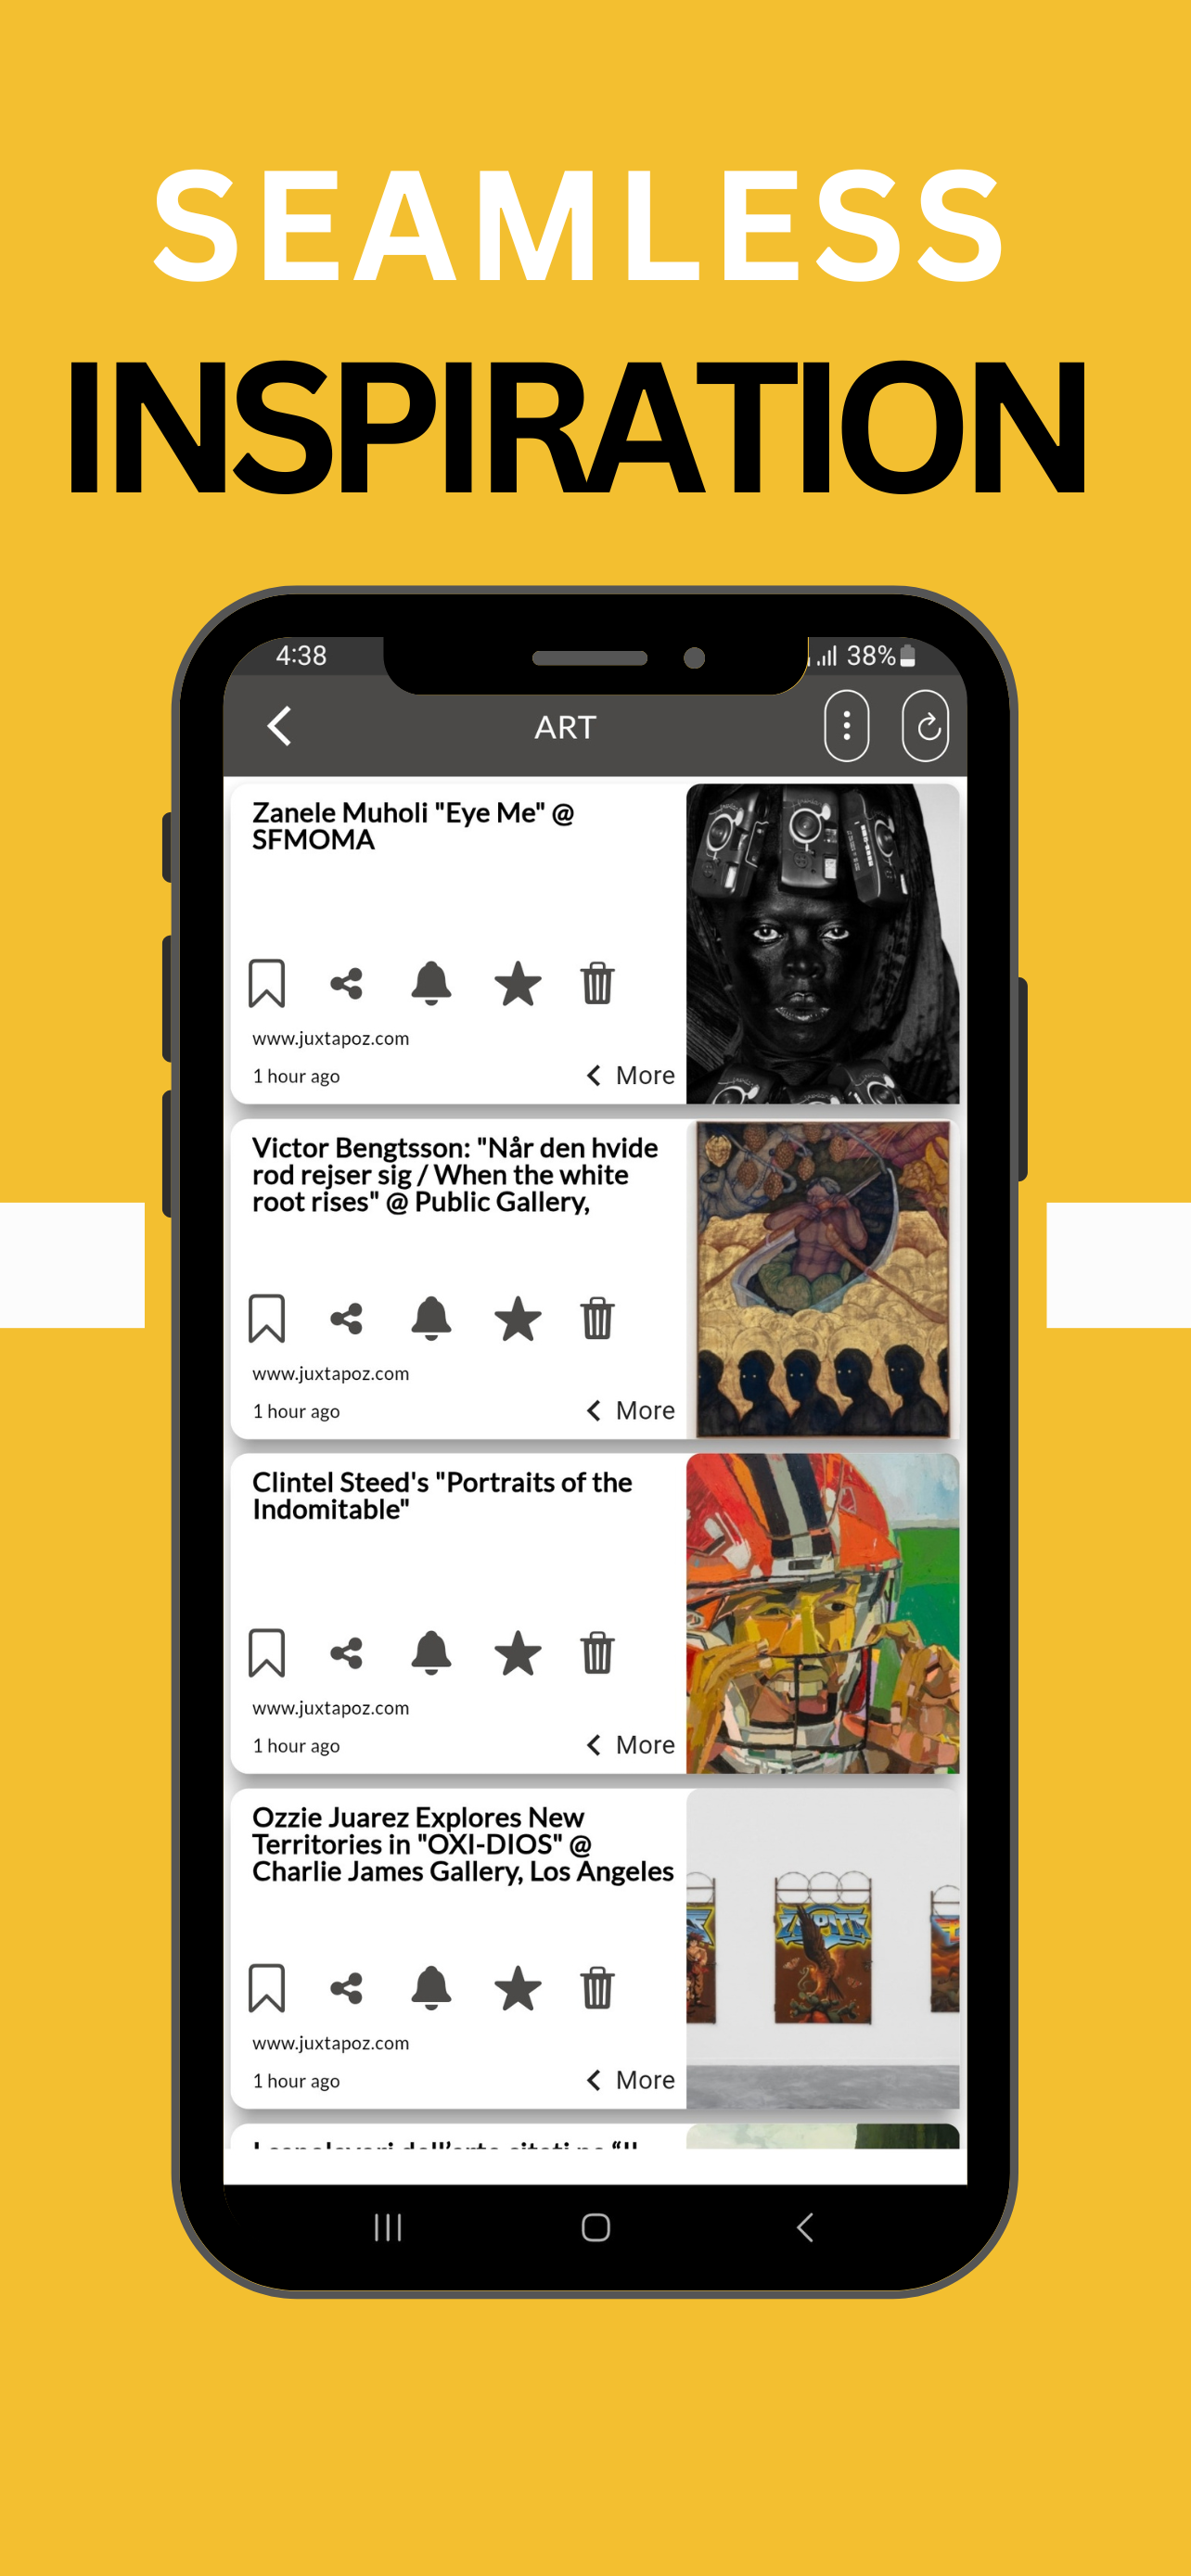 SEAMLESS
INSPIRATION
4:38
38%
ART
Zanele Muholi "Eye Me" @
SFMOMA
www.juxtapoz.com
1 hour ago
More
Victor Bengtsson: "Når den hvide
rod rejser sig / When the white
root rises" @ Public Gallery,
www.juxtapoz.com
1 hour ago
More
Clintel Steed's "Portraits of the
Indomitable"
www.juxtapoz.com
1 hour ago
More
Ozzie Juarez Explores New
Territories in "OXI-DIOS" @
Charlie James Gallery, Los Angeles
www.juxtapoz.com
1 hour ago
More